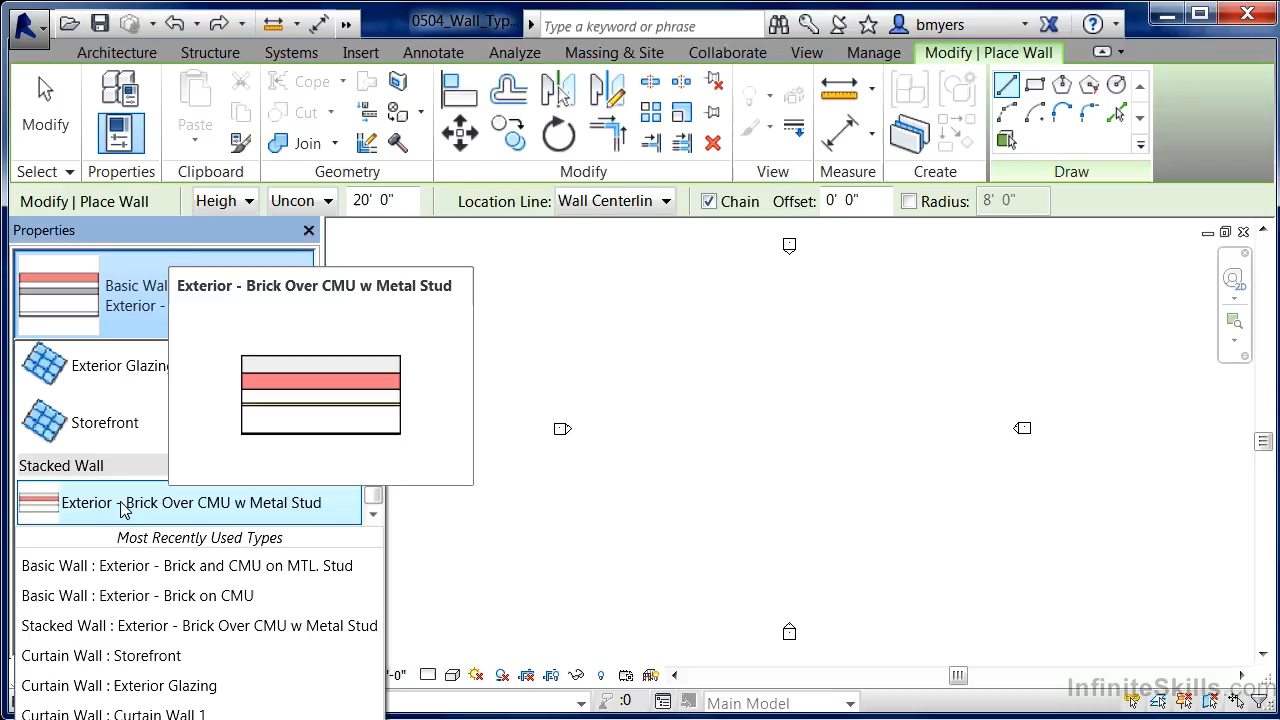 0504_Wall_Typ...
Type a keyword or phrase
bmyers
Architecture Structure Systems Insert Annotate Analyze Massing & Site Collaborate View Manage Modify | Place Wall
Modify
Paste
Cope
Cut
Join
Select Properties Clipboard Geometry Modify View Measure Create Draw
Modify | Place Wall Heigh Uncon 20' 0" Location Line: Wall Centerlin Chain Offset: 0' 0" Radius: 8' 0"
Properties
Basic Wal
Exterior -
Exterior - Brick Over CMU w Metal Stud
2D
Exterior Glazin
Storefront
Stacked Wall
Exterior - Brick Over CMU w Metal Stud
Most Recently Used Types
Basic Wall : Exterior - Brick and CMU on MTL. Stud
Basic Wall : Exterior - Brick on CMU
Stacked Wall : Exterior - Brick Over CMU w Metal Stud
Curtain Wall : Storefront
Curtain Wall : Exterior Glazing
Curtain Wall : Curtain Wall 1
-0"
:0
Main Model
InfiniteSkills.com